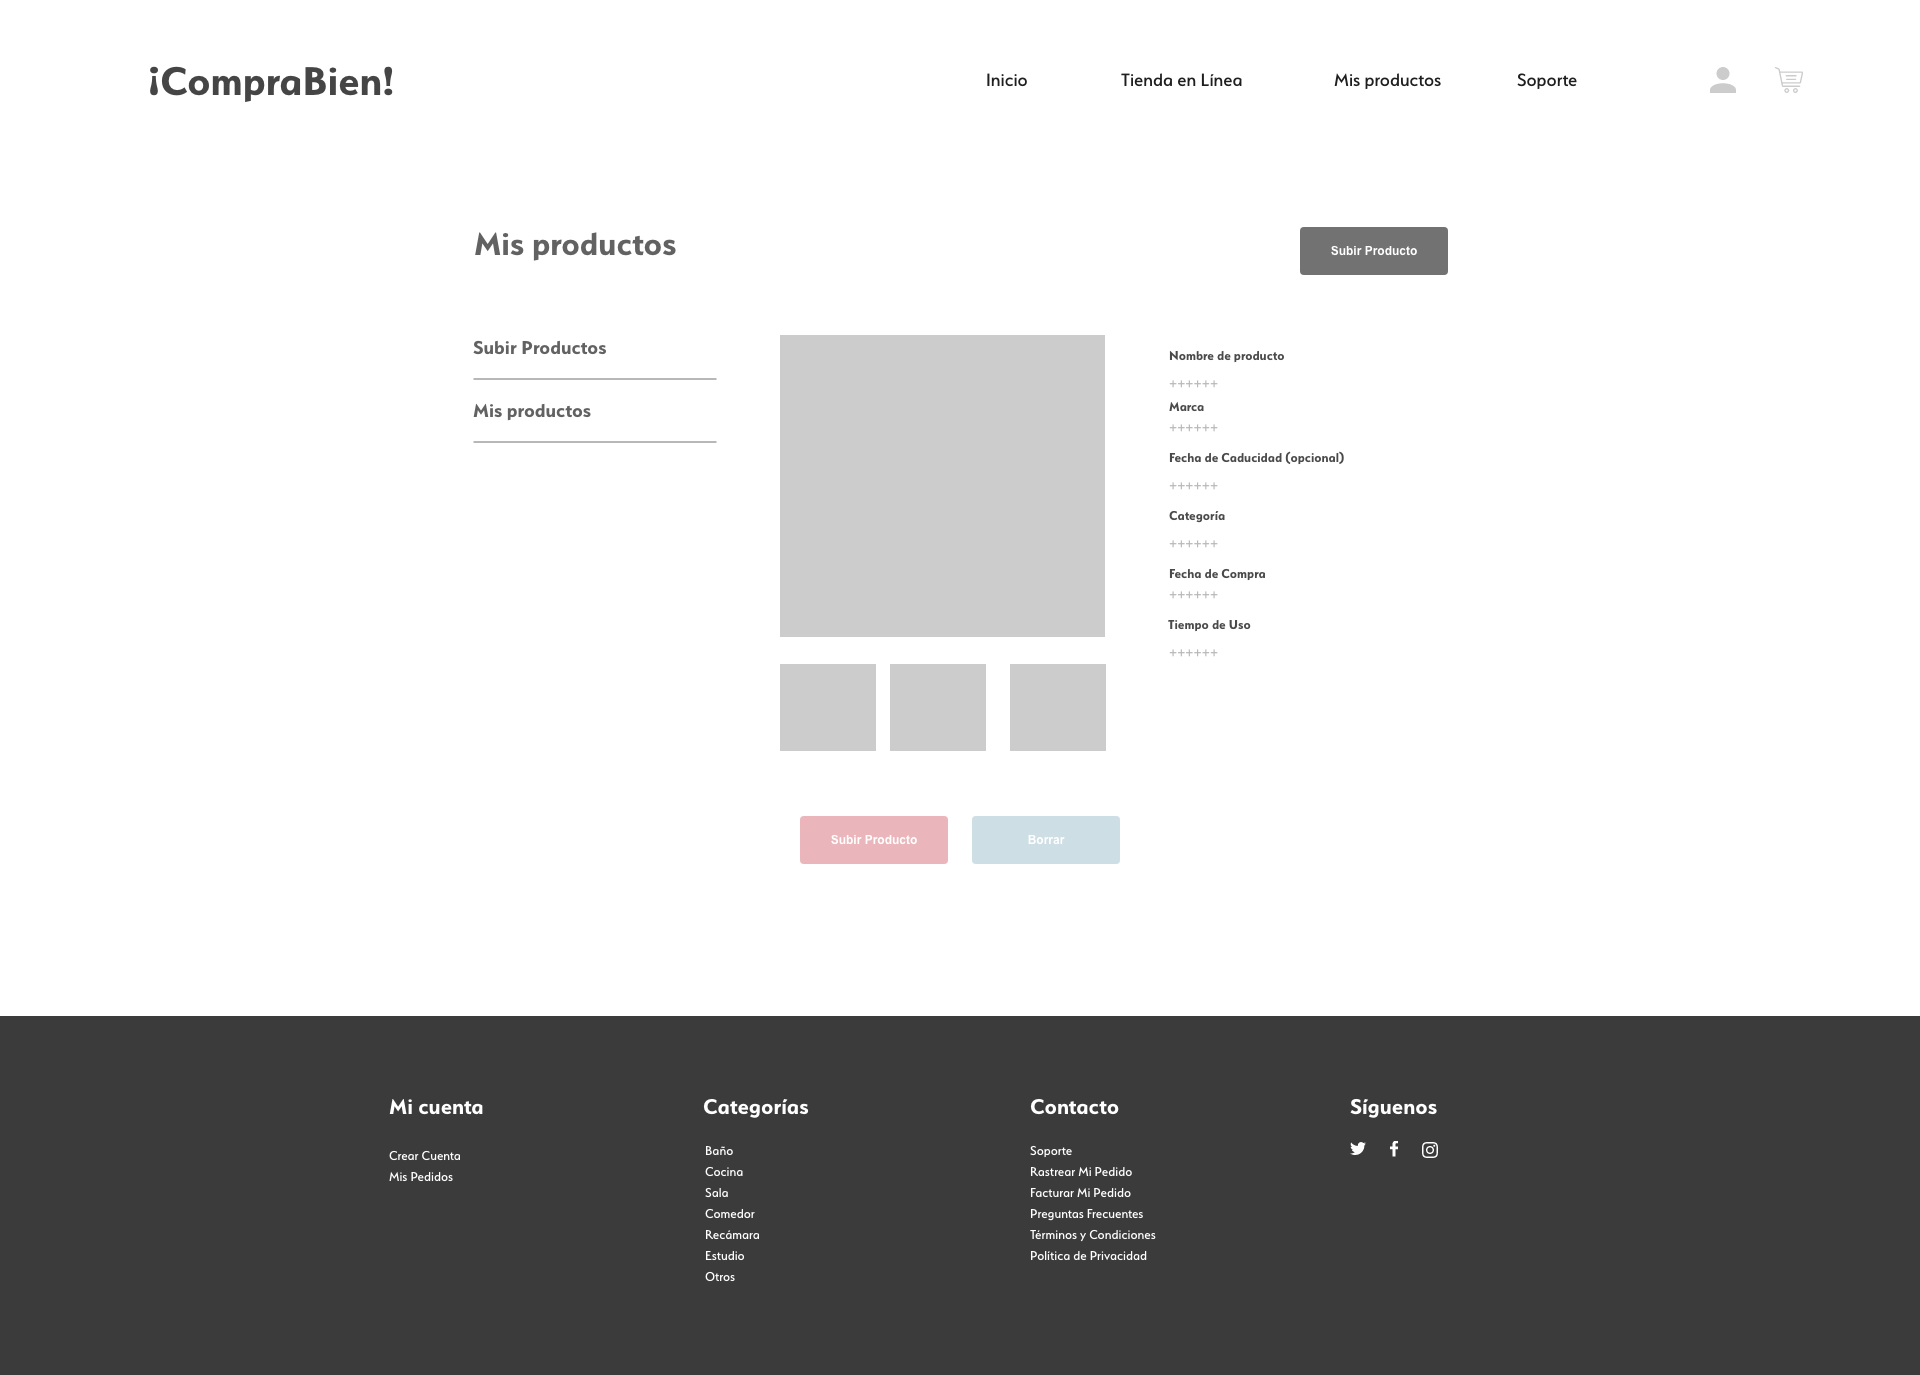 ¡CompraBien!
Inicio
Tienda en Línea
Mis productos
Soporte
Mis productos
Subir Producto
Subir Productos
Mis productos
Nombre de producto
++++++
Marca
++++++
Fecha de Caducidad (opcional)
++++++
Categoría
++++++
Fecha de Compra
++++++
Tiempo de Uso
++++++
Subir Producto
Borrar
Mi cuenta
Crear Cuenta
Mis Pedidos
Categorías
Baño
Cocina
Sala
Comedor
Recámara
Estudio
Otros
Contacto
Soporte
Rastrear Mi Pedido
Facturar Mi Pedido
Preguntas Frecuentes
Términos y Condiciones
Política de Privacidad
Síguenos